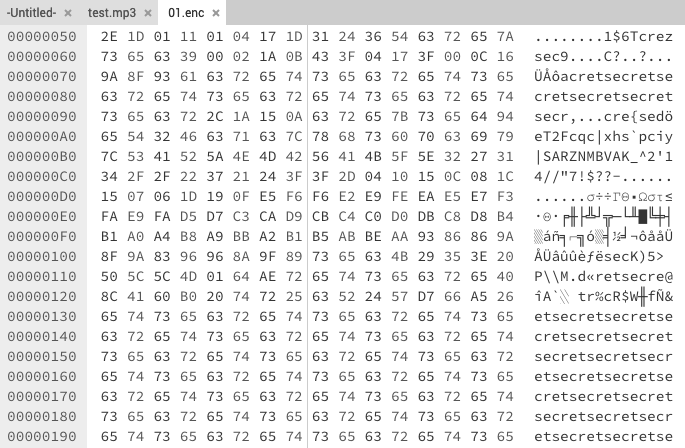 -Untitled- × test.mp3 × 01.enc ×
00000050 2E 1D 01 11 01 04 17 1D 31 24 36 54 63 72 65 7A ........1$6Tcrez
00000060 73 65 63 39 00 02 1A 0B 43 3F 04 17 3F 00 0C 16 sec9....C?..?...
00000070 9A 8F 93 61 63 72 65 74 73 65 63 72 65 74 73 65 ÜÅôacretsecretse
00000080 63 72 65 74 73 65 63 72 65 74 73 65 63 72 65 74 cretsecretsecret
00000090 73 65 63 72 2C 1A 15 0A 63 72 65 7B 73 65 64 94 secr,...cre{sedö
000000A0 65 54 32 46 63 71 63 7C 78 68 73 60 70 63 69 79 eT2Fcqc|xhs`pciy
000000B0 7C 53 41 52 5A 4E 4D 42 56 41 4B 5F 5E 32 27 31 |SARZNMBVAK_^2'1
000000C0 34 2F 2F 22 37 21 24 3F 3F 2D 04 10 15 0C 08 1C 4//"7!$??-......
000000D0 15 07 06 1D 19 0F E5 F6 F6 E2 E9 FE EA E5 E7 F3 ......σ÷÷ΓΘ▪Ωστ≤
000000E0 FA E9 FA D5 D7 C3 CA D9 CB C4 C0 D0 DB C8 D8 B4 ·Θ·╒╫├╩┘╦─└╨█╚╪┤
000000F0 B1 A0 A4 B8 A9 BB A2 B1 B5 AB BE AA 93 86 86 9A ▒áñ╕⌐╗ó▒╡½╛¬ôååÜ
00000100 8F 9A 83 96 96 8A 9F 89 73 65 63 4B 29 35 3E 20 ÅÜâûûèƒësecK)5>
00000110 50 5C 5C 4D 01 64 AE 72 65 74 73 65 63 72 65 40 P\\M.d«retsecre@
00000120 8C 41 60 B0 20 74 72 25 63 52 24 57 D7 66 A5 26 îA`░ tr%cR$W╫fÑ&
00000130 65 74 73 65 63 72 65 74 73 65 63 72 65 74 73 65 etsecretsecretse
00000140 63 72 65 74 73 65 63 72 65 74 73 65 63 72 65 74 cretsecretsecret
00000150 73 65 63 72 65 74 73 65 63 72 65 74 73 65 63 72 secretsecretsecr
00000160 65 74 73 65 63 72 65 74 73 65 63 72 65 74 73 65 etsecretsecretse
00000170 63 72 65 74 73 65 63 72 65 74 73 65 63 72 65 74 cretsecretsecret
00000180 73 65 63 72 65 74 73 65 63 72 65 74 73 65 63 72 secretsecretsecr
00000190 65 74 73 65 63 72 65 74 73 65 63 72 65 74 73 65 etsecretsecretse